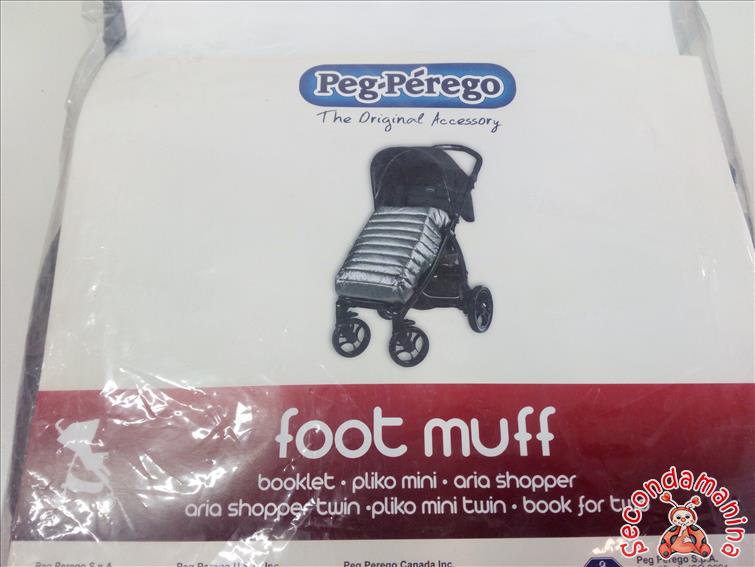 Peg-Pérego
The Original Accessory
foot muff
booklet · pliko mini · aria shopper
aria shopper twin · pliko mini twin · book for two
Peg Perego Canada Inc.
Peg Perego S.p.A.
secondamanina